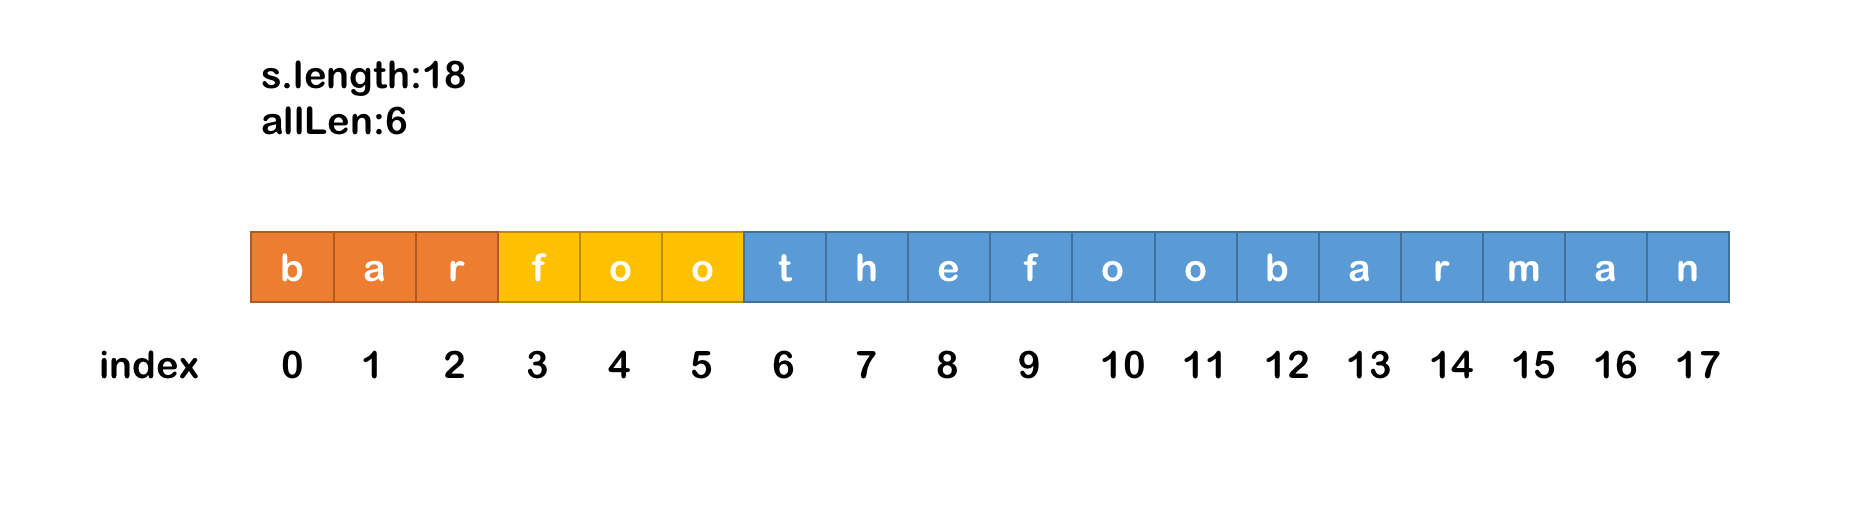 s.length:18
allLen:6
b a r f o o t h e f o o b a r m a n
index 0 1 2 3 4 5 6 7 8 9 10 11 12 13 14 15 16 17